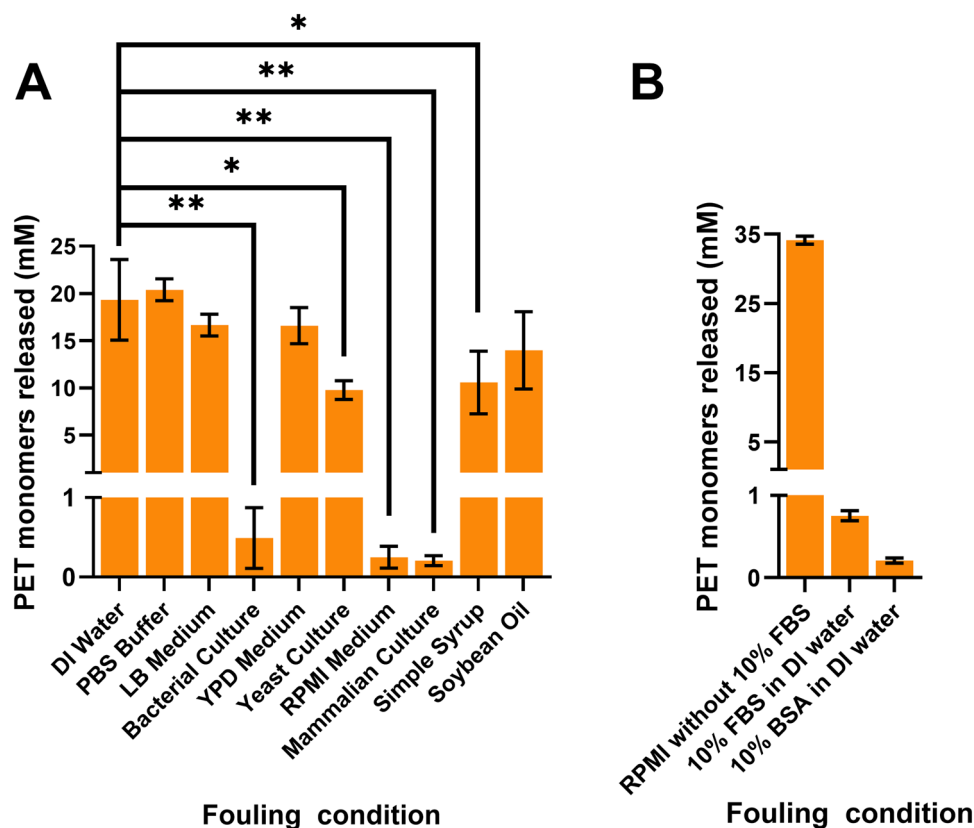 A
*
**
**
*
**
PET monomers released (mM)
25
20
15
10
5
1
0
DI Water
PBS Buffer
LB Medium
Bacterial Culture
YPD Medium
Yeast Culture
RPMI Medium
Mammalian Culture
Simple Syrup
Soybean Oil
Fouling condition
B
PET monomers released (mM)
35
25
15
5
1
0
RPMI without 10% FBS
10% FBS in DI water
10% BSA in DI water
Fouling condition